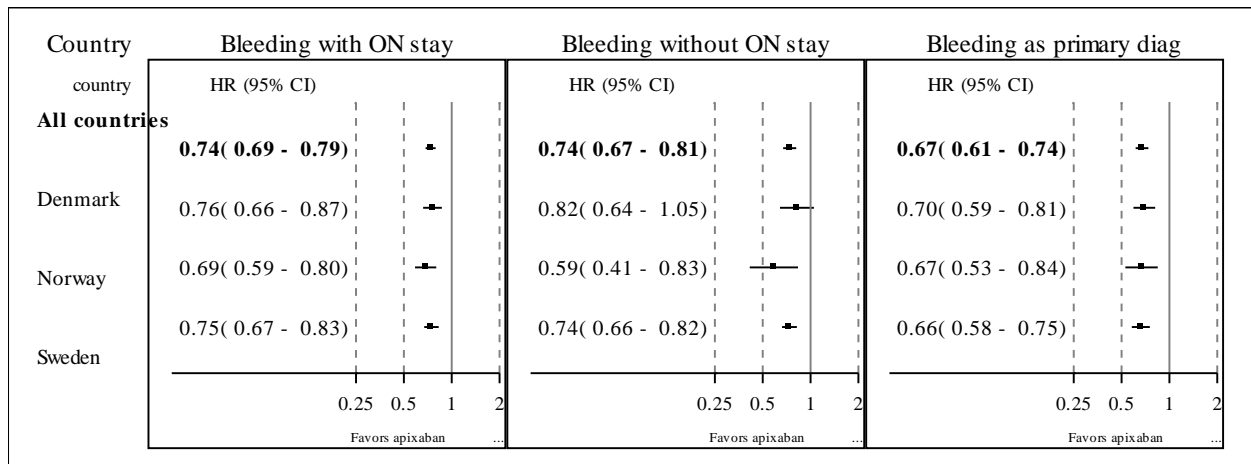 Country Bleeding with ON stay Bleeding without ON stay Bleeding as primary diag
country HR (95% CI) HR (95% CI) HR (95% CI)
All countries
0.74( 0.69 - 0.79) 0.74( 0.67 - 0.81) 0.67( 0.61 - 0.74)
Denmark
0.76( 0.66 - 0.87) 0.82( 0.64 - 1.05) 0.70( 0.59 - 0.81)
Norway
0.69( 0.59 - 0.80) 0.59( 0.41 - 0.83) 0.67( 0.53 - 0.84)
0.75( 0.67 - 0.83) 0.74( 0.66 - 0.82) 0.66( 0.58 - 0.75)
Sweden
0.25 0.5 1 2 0.25 0.5 1 2 0.25 0.5 1 2
Favors apixaban ... Favors apixaban ... Favors apixaban ...